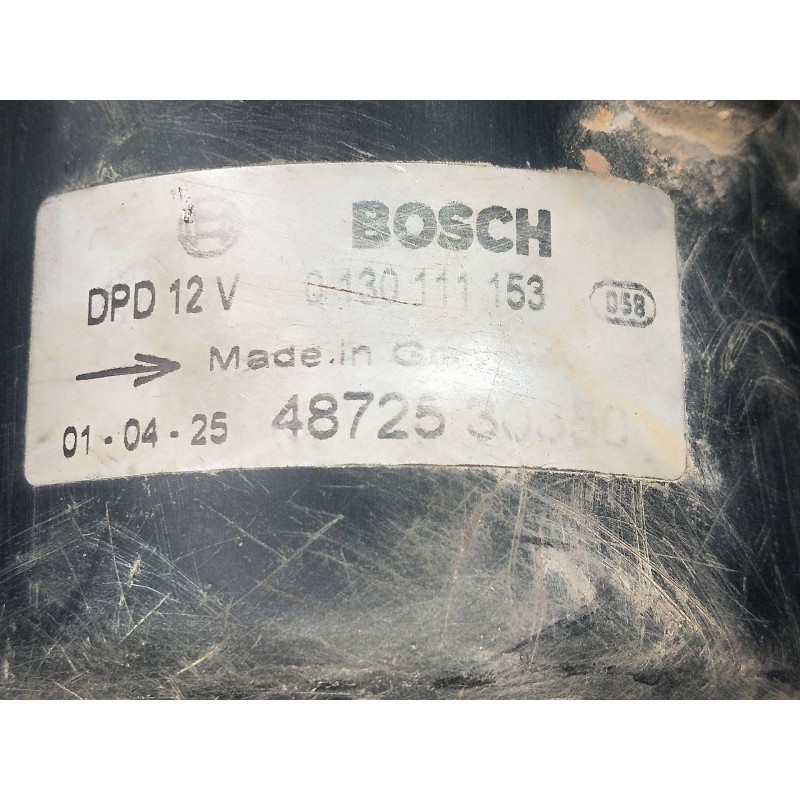 BOSCH
DPD 12 V 0 130 111 153 058
Made in
01-04-25 48725